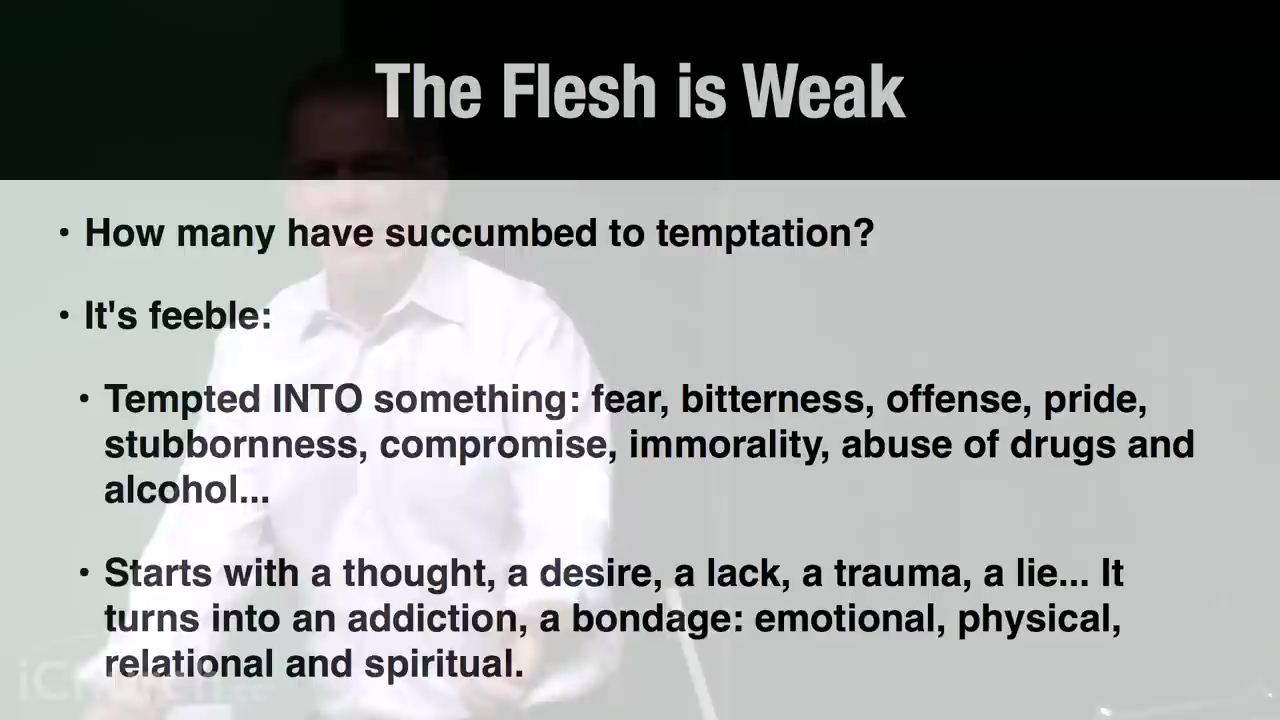 The Flesh is Weak
• How many have succumbed to temptation?
• It's feeble:
• Tempted INTO something: fear, bitterness, offense, pride,
stubbornness, compromise, immorality, abuse of drugs and
alcohol...
• Starts with a thought, a desire, a lack, a trauma, a lie... It
turns into an addiction, a bondage: emotional, physical,
relational and spiritual.